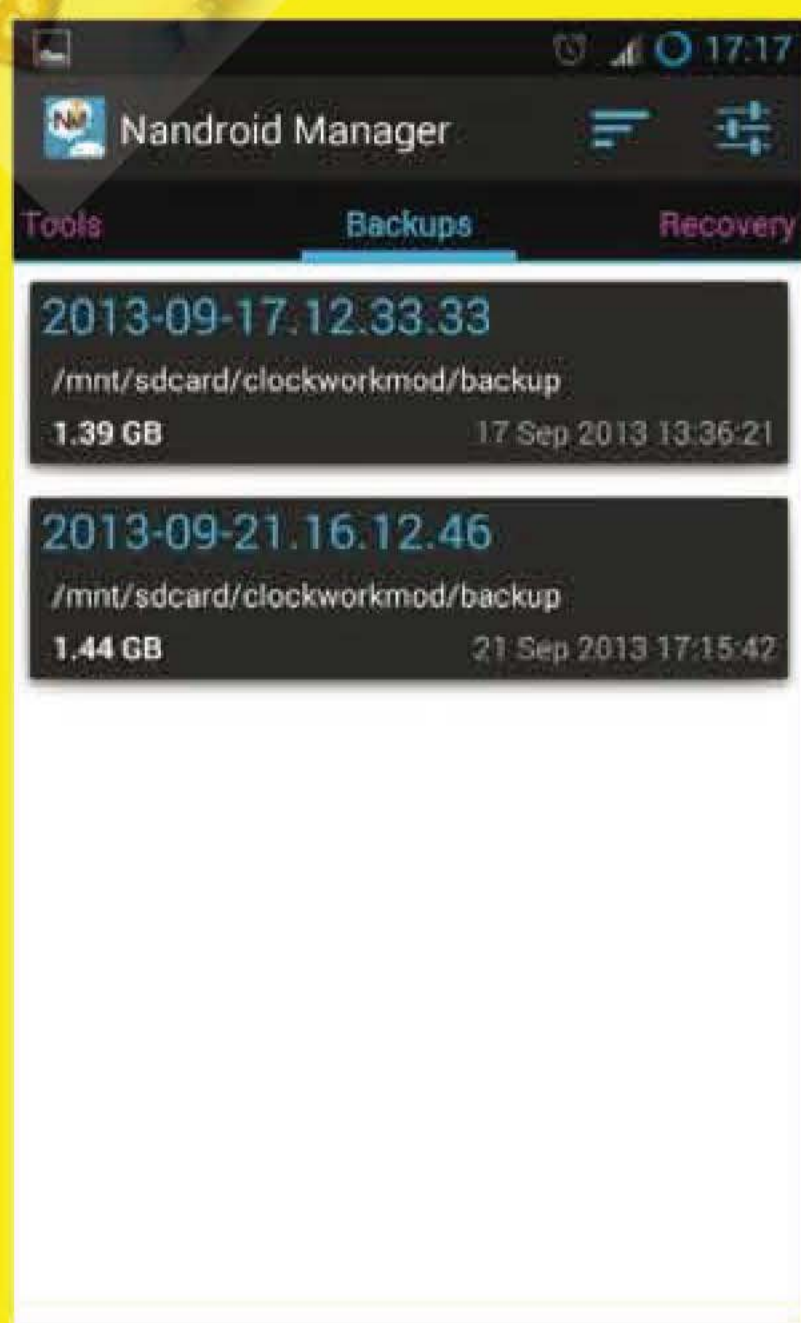 17:17
Nandroid Manager
Tools Backups Recovery
2013-09-17.12.33.33
/mnt/sdcard/clockworkmod/backup
1.39 GB 17 Sep 2013 13:36:21
2013-09-21.16.12.46
/mnt/sdcard/clockworkmod/backup
1.44 GB 21 Sep 2013 17:15:42